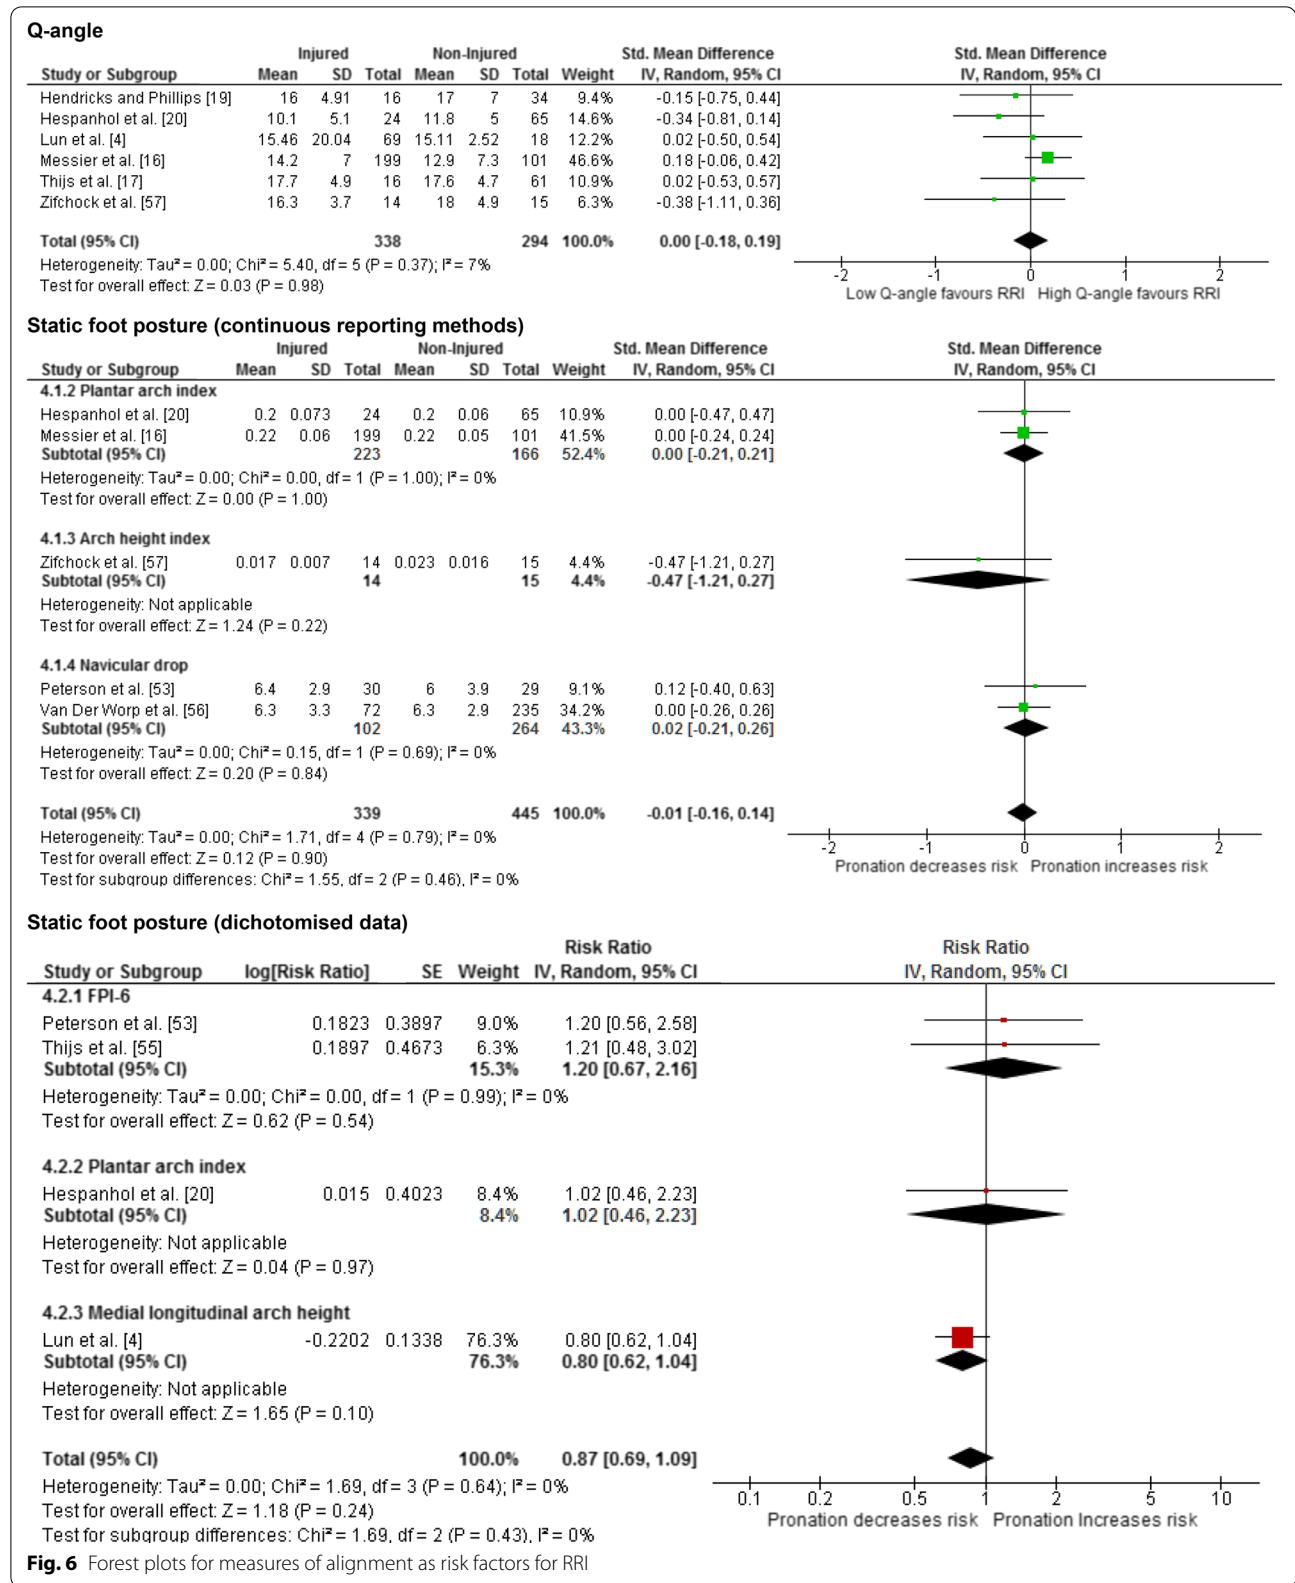 Q-angle
Injured Non-Injured Std. Mean Difference Std. Mean Difference
Study or Subgroup Mean SD Total Mean SD Total Weight IV, Random, 95% CI IV, Random, 95% CI
Hendricks and Phillips [19] 16 4.91 16 17 7 34 9.4% -0.15 [-0.75, 0.44]
Hespanhol et al. [20] 10.1 5.1 24 11.8 5 65 14.6% -0.34 [-0.81, 0.14]
Lun et al. [4] 15.46 20.04 69 15.11 2.52 18 12.2% 0.02 [-0.50, 0.54]
Messier et al. [16] 14.2 7 199 12.9 7.3 101 46.6% 0.18 [-0.06, 0.42]
Thijs et al. [17] 17.7 4.9 16 17.6 4.7 61 10.9% 0.02 [-0.53, 0.57]
Zifchock et al. [57] 16.3 3.7 14 18 4.9 15 6.3% -0.38 [-1.11, 0.36]
Total (95% CI) 338 294 100.0% 0.00 [-0.18, 0.19]
Heterogeneity: Tau² = 0.00; Chi² = 5.40, df = 5 (P = 0.37); I² = 7%
Test for overall effect: Z = 0.03 (P = 0.98)
-2 -1 0 1 2
Low Q-angle favours RRI High Q-angle favours RRI
Static foot posture (continuous reporting methods)
Injured Non-Injured Std. Mean Difference Std. Mean Difference
Study or Subgroup Mean SD Total Mean SD Total Weight IV, Random, 95% CI IV, Random, 95% CI
4.1.2 Plantar arch index
Hespanhol et al. [20] 0.2 0.073 24 0.2 0.06 65 10.9% 0.00 [-0.47, 0.47]
Messier et al. [16] 0.22 0.06 199 0.22 0.05 101 41.5% 0.00 [-0.24, 0.24]
Subtotal (95% CI) 223 166 52.4% 0.00 [-0.21, 0.21]
Heterogeneity: Tau² = 0.00; Chi² = 0.00, df = 1 (P = 1.00); I² = 0%
Test for overall effect: Z = 0.00 (P = 1.00)
4.1.3 Arch height index
Zifchock et al. [57] 0.017 0.007 14 0.023 0.016 15 4.4% -0.47 [-1.21, 0.27]
Subtotal (95% CI) 14 15 4.4% -0.47 [-1.21, 0.27]
Heterogeneity: Not applicable
Test for overall effect: Z = 1.24 (P = 0.22)
4.1.4 Navicular drop
Peterson et al. [53] 6.4 2.9 30 6 3.9 29 9.1% 0.12 [-0.40, 0.63]
Van Der Worp et al. [56] 6.3 3.3 72 6.3 2.9 235 34.2% 0.00 [-0.26, 0.26]
Subtotal (95% CI) 102 264 43.3% 0.02 [-0.21, 0.26]
Heterogeneity: Tau² = 0.00; Chi² = 0.15, df = 1 (P = 0.69); I² = 0%
Test for overall effect: Z = 0.20 (P = 0.84)
Total (95% CI) 339 445 100.0% -0.01 [-0.16, 0.14]
Heterogeneity: Tau² = 0.00; Chi² = 1.71, df = 4 (P = 0.79); I² = 0%
Test for overall effect: Z = 0.12 (P = 0.90)
Test for subgroup differences: Chi² = 1.55, df = 2 (P = 0.46), I² = 0%
-2 -1 0 1 2
Pronation decreases risk Pronation increases risk
Static foot posture (dichotomised data)
Risk Ratio Risk Ratio
Study or Subgroup log[Risk Ratio] SE Weight IV, Random, 95% CI IV, Random, 95% CI
4.2.1 FPI-6
Peterson et al. [53] 0.1823 0.3897 9.0% 1.20 [0.56, 2.58]
Thijs et al. [55] 0.1897 0.4673 6.3% 1.21 [0.48, 3.02]
Subtotal (95% CI) 15.3% 1.20 [0.67, 2.16]
Heterogeneity: Tau² = 0.00; Chi² = 0.00, df = 1 (P = 0.99); I² = 0%
Test for overall effect: Z = 0.62 (P = 0.54)
4.2.2 Plantar arch index
Hespanhol et al. [20] 0.015 0.4023 8.4% 1.02 [0.46, 2.23]
Subtotal (95% CI) 8.4% 1.02 [0.46, 2.23]
Heterogeneity: Not applicable
Test for overall effect: Z = 0.04 (P = 0.97)
4.2.3 Medial longitudinal arch height
Lun et al. [4] -0.2202 0.1338 76.3% 0.80 [0.62, 1.04]
Subtotal (95% CI) 76.3% 0.80 [0.62, 1.04]
Heterogeneity: Not applicable
Test for overall effect: Z = 1.65 (P = 0.10)
Total (95% CI) 100.0% 0.87 [0.69, 1.09]
Heterogeneity: Tau² = 0.00; Chi² = 1.69, df = 3 (P = 0.64); I² = 0%
Test for overall effect: Z = 1.18 (P = 0.24)
Test for subgroup differences: Chi² = 1.69, df = 2 (P = 0.43), I² = 0%
0.1 0.2 0.5 1 2 5 10
Pronation decreases risk Pronation Increases risk
Fig. 6 Forest plots for measures of alignment as risk factors for RRI